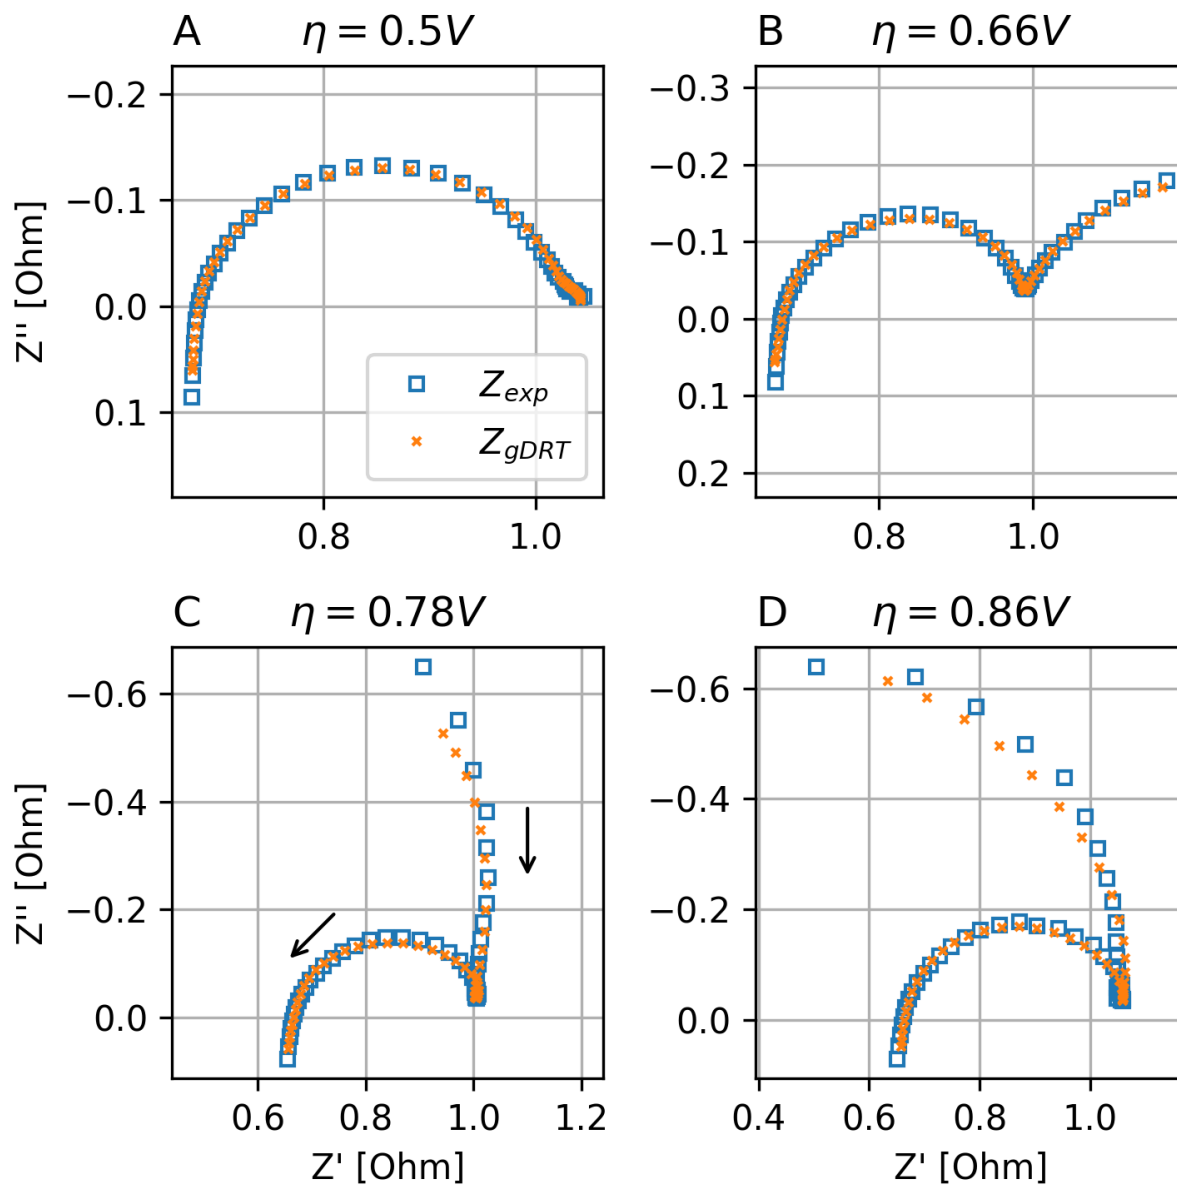 A η = 0.5V
−0.2
−0.1
0.0
0.1
Z'' [Ohm]
0.8 1.0
Z_exp
Z_gDRT
B η = 0.66V
−0.3
−0.2
−0.1
0.0
0.1
0.2
0.8 1.0
C η = 0.78V
−0.6
−0.4
−0.2
0.0
Z'' [Ohm]
0.6 0.8 1.0 1.2
Z' [Ohm]
D η = 0.86V
−0.6
−0.4
−0.2
0.0
0.4 0.6 0.8 1.0
Z' [Ohm]